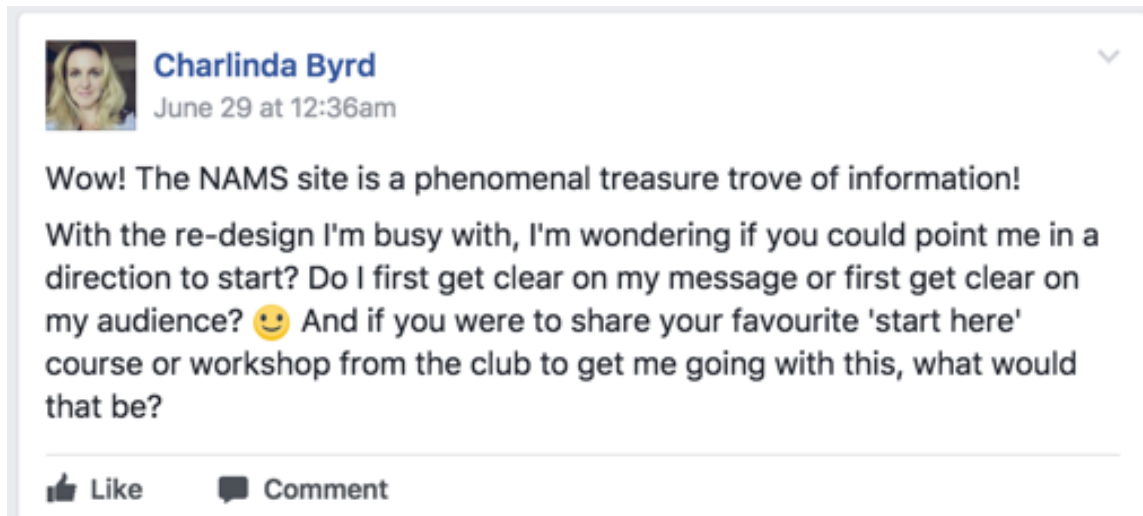 Charlinda Byrd
June 29 at 12:36am
Wow! The NAMS site is a phenomenal treasure trove of information!
With the re-design I'm busy with, I'm wondering if you could point me in a
direction to start? Do I first get clear on my message or first get clear on
my audience? 🙂 And if you were to share your favourite 'start here'
course or workshop from the club to get me going with this, what would
that be?
Like Comment